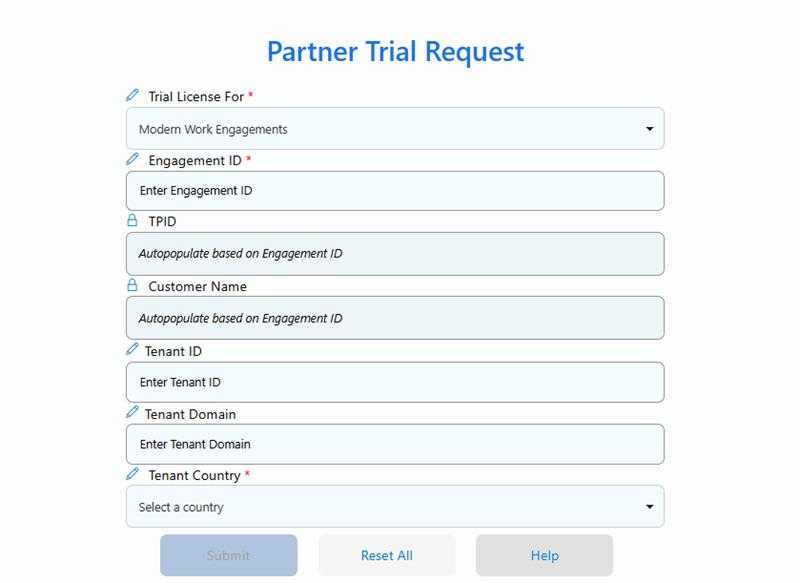 Partner Trial Request
Trial License For *
Modern Work Engagements
Engagement ID *
Enter Engagement ID
TPID
Autopopulate based on Engagement ID
Customer Name
Autopopulate based on Engagement ID
Tenant ID
Enter Tenant ID
Tenant Domain
Enter Tenant Domain
Tenant Country *
Select a country
Submit Reset All Help